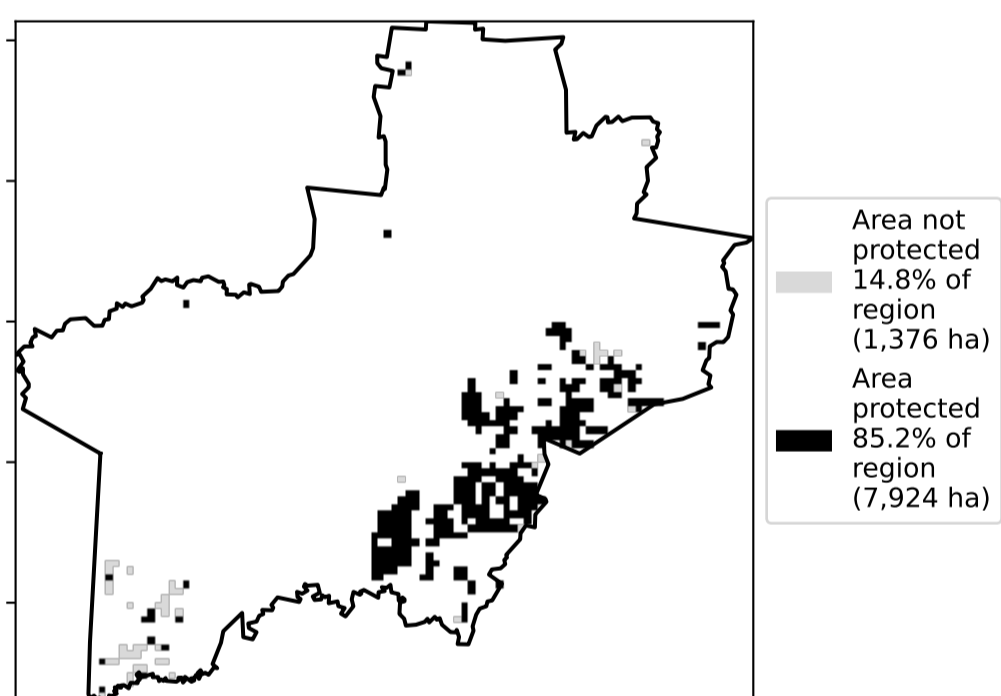 Area not
protected
14.8% of
region
(1,376 ha)
Area
protected
85.2% of
region
(7,924 ha)